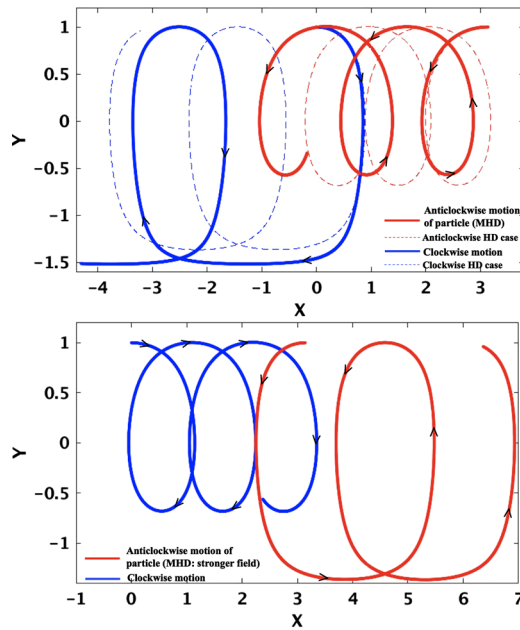 1
0.5
0
Y
-0.5
-1
-1.5
Anticlockwise motion
of particle (MHD)
Anticlockwise HD case
Clockwise motion
Clockwise HD case
-4 -3 -2 -1 0 1 2 3 4
X
1
0.5
0
Y
-0.5
-1
Anticlockwise motion of
particle (MHD: stronger field)
Clockwise motion
-1 0 1 2 3 4 5 6 7
X